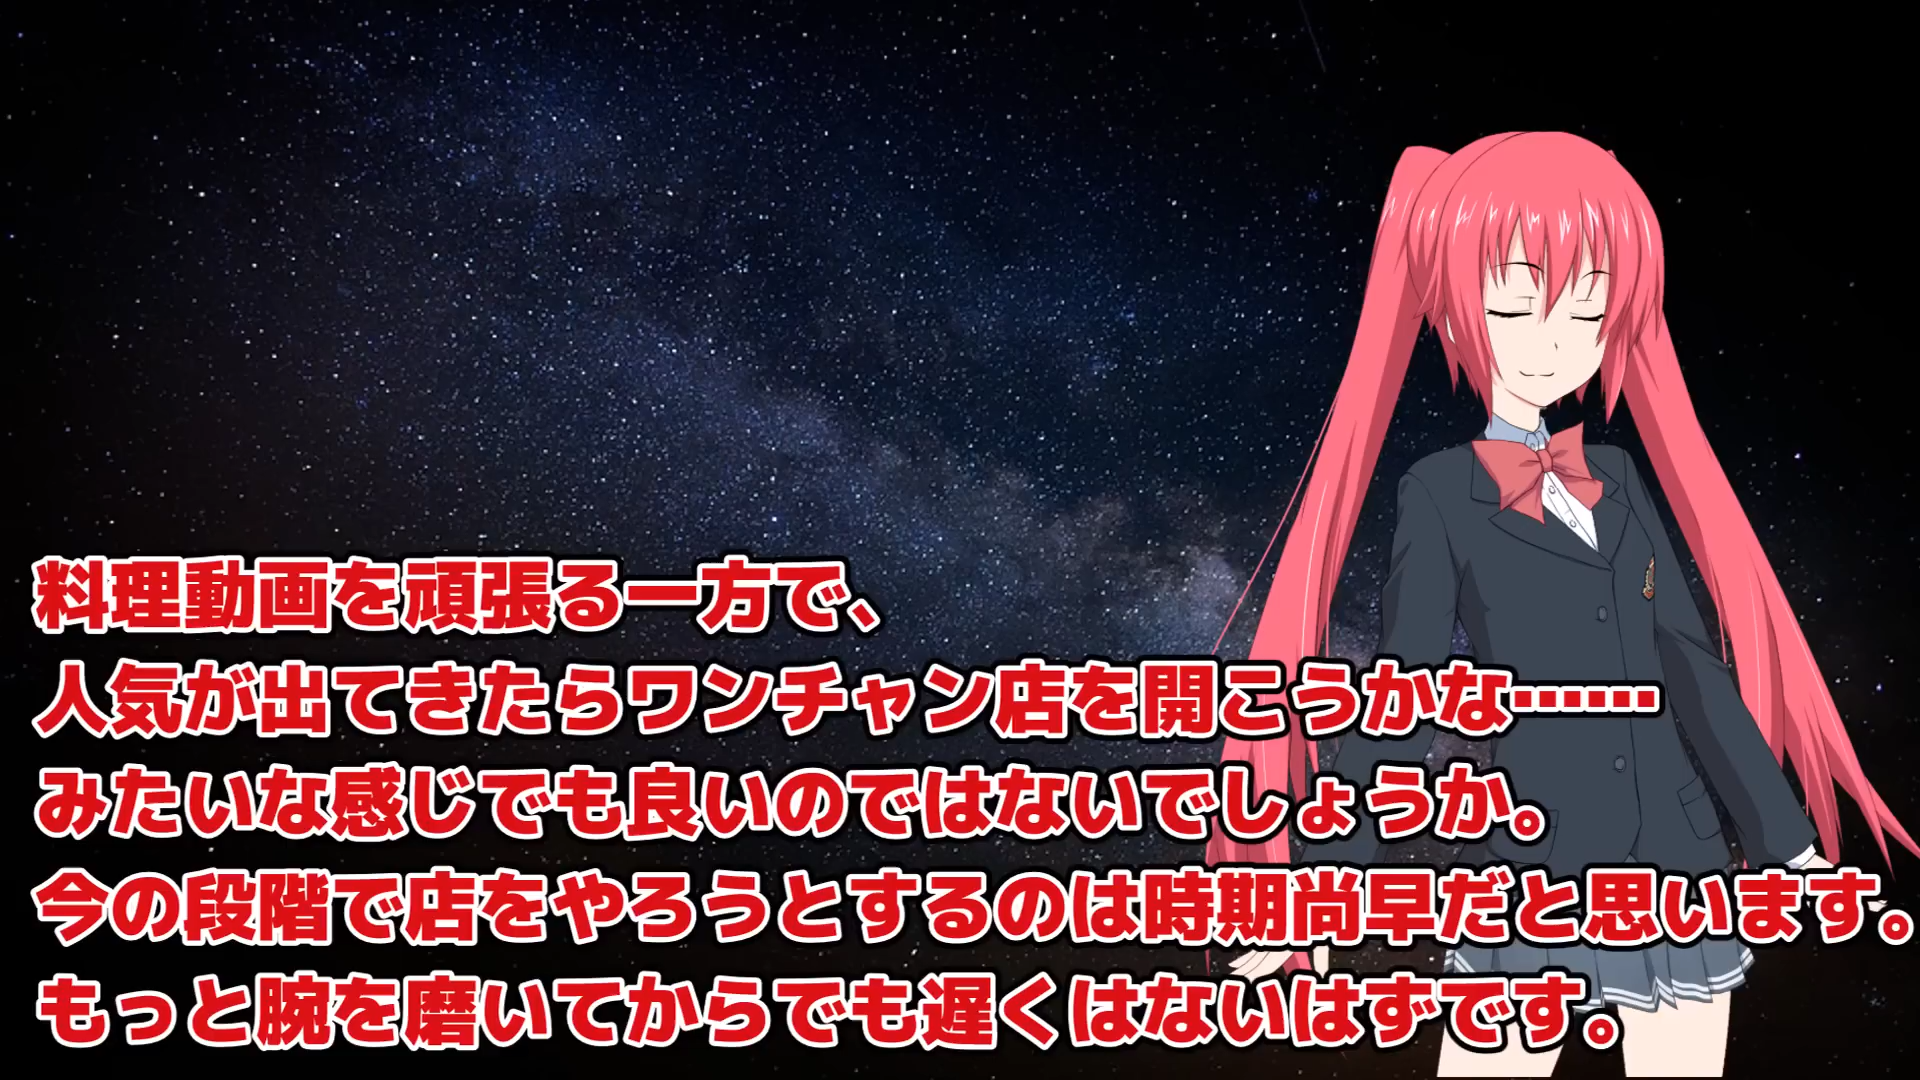 料理動画を頑張る一方で、
人気が出てきたらワンチャン店を開こうかな……
みたいな感じでも良いのではないでしょうか。
今の段階で店をやろうとするのは時期尚早だと思います。
もっと腕を磨いてからでも遅くはないはずです。